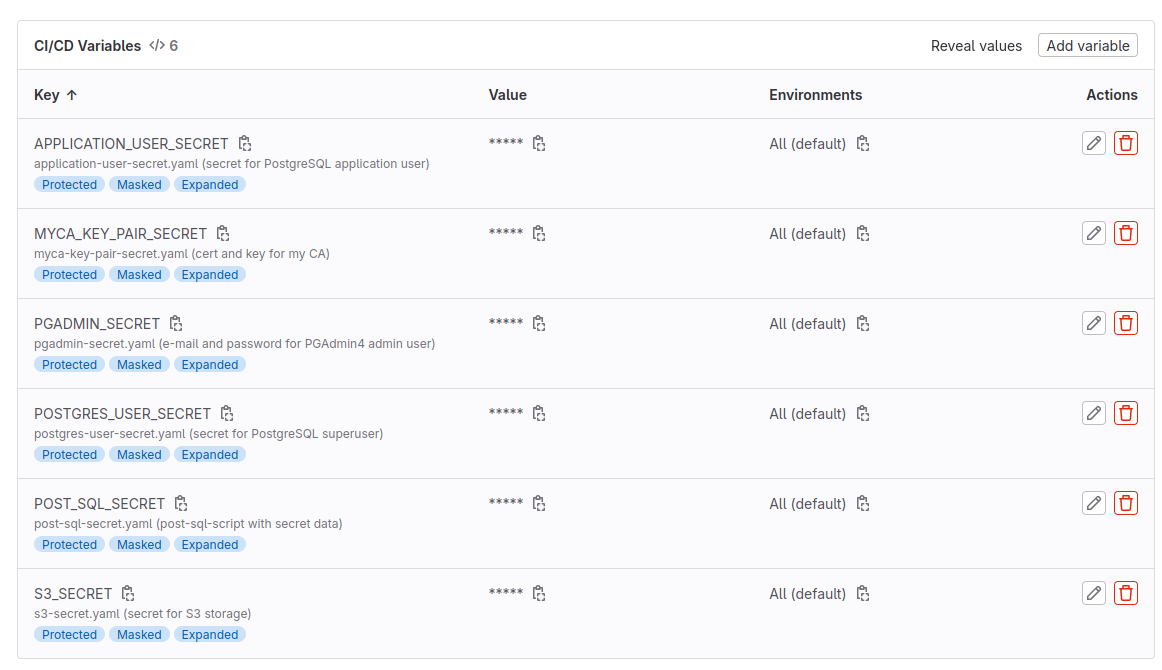 CI/CD Variables </> 6 Reveal values Add variable
Key ↑ Value Environments Actions
APPLICATION_USER_SECRET ***** All (default)
application-user-secret.yaml (secret for PostgreSQL application user)
Protected Masked Expanded
MYCA_KEY_PAIR_SECRET ***** All (default)
myca-key-pair-secret.yaml (cert and key for my CA)
Protected Masked Expanded
PGADMIN_SECRET ***** All (default)
pgadmin-secret.yaml (e-mail and password for PGAdmin4 admin user)
Protected Masked Expanded
POSTGRES_USER_SECRET ***** All (default)
postgres-user-secret.yaml (secret for PostgreSQL superuser)
Protected Masked Expanded
POST_SQL_SECRET ***** All (default)
post-sql-secret.yaml (post-sql-script with secret data)
Protected Masked Expanded
S3_SECRET ***** All (default)
s3-secret.yaml (secret for S3 storage)
Protected Masked Expanded